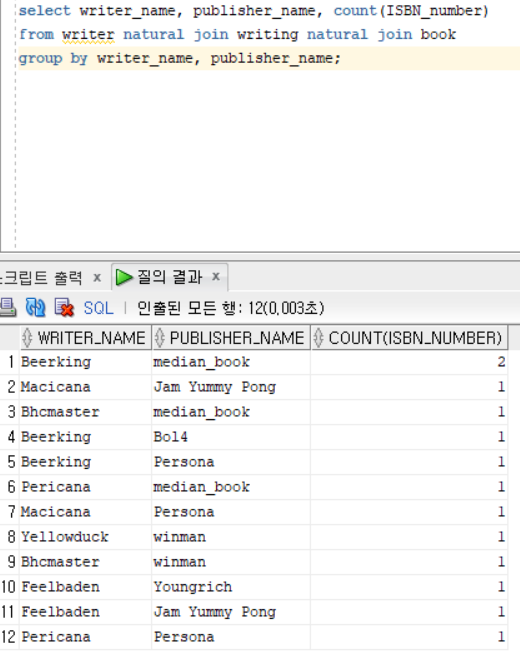 select writer_name, publisher_name, count(ISBN_number)
from writer natural join writing natural join book
group by writer_name, publisher_name;
스크립트 출력 × 질의 결과 ×
SQL | 인출된 모든 행: 12(0,003초)
WRITER_NAME PUBLISHER_NAME COUNT(ISBN_NUMBER)
1 Beerking median_book 2
2 Macicana Jam Yummy Pong 1
3 Bhcmaster median_book 1
4 Beerking Bol4 1
5 Beerking Persona 1
6 Pericana median_book 1
7 Macicana Persona 1
8 Yellowduck winman 1
9 Bhcmaster winman 1
10 Feelbaden Youngrich 1
11 Feelbaden Jam Yummy Pong 1
12 Pericana Persona 1